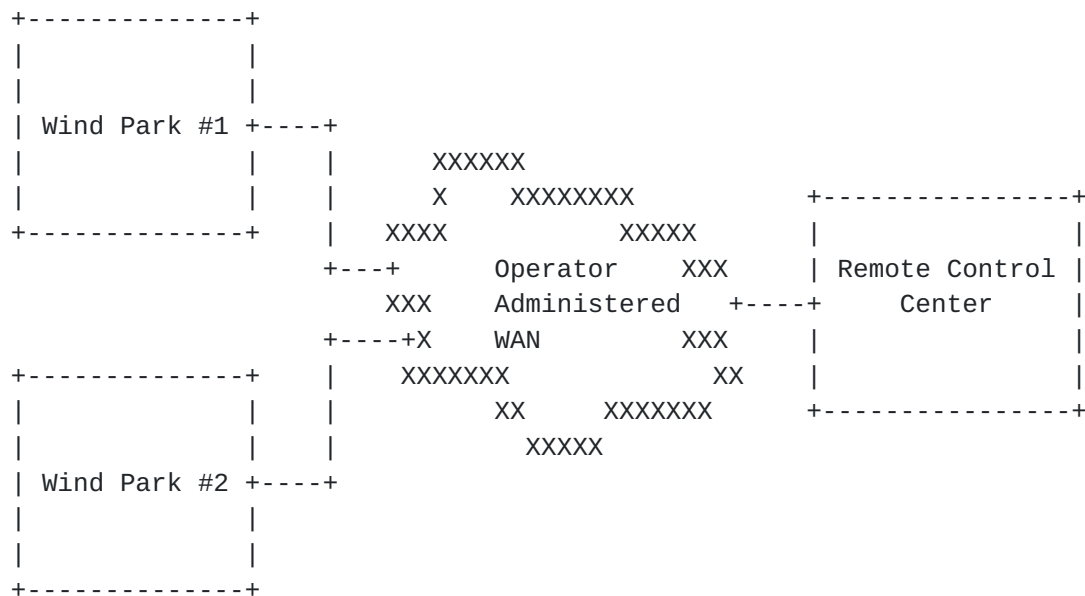 Wind Park #1
Operator
Administered
WAN
Remote Control
Center
Wind Park #2